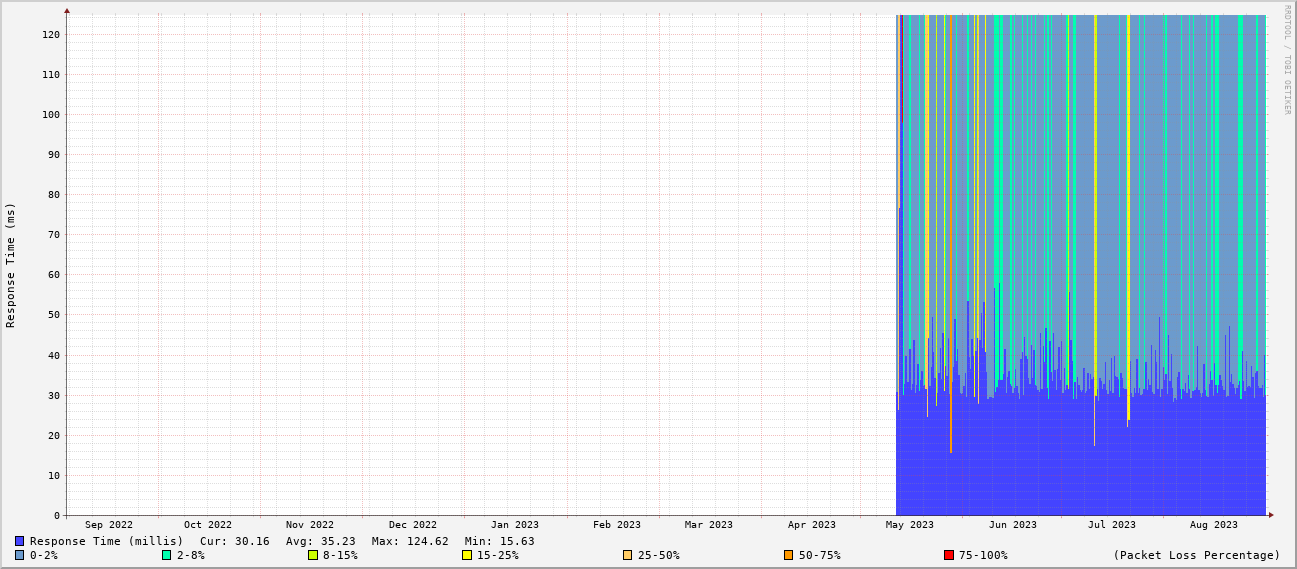 RRDTOOL / TOBI OETIKER
Response Time (ms)
120
110
100
90
80
70
60
50
40
30
20
10
0
Sep 2022 Oct 2022 Nov 2022 Dec 2022 Jan 2023 Feb 2023 Mar 2023 Apr 2023 May 2023 Jun 2023 Jul 2023 Aug 2023
Response Time (millis) Cur: 30.16 Avg: 35.23 Max: 124.62 Min: 15.63
0-2% 2-8% 8-15% 15-25% 25-50% 50-75% 75-100% (Packet Loss Percentage)